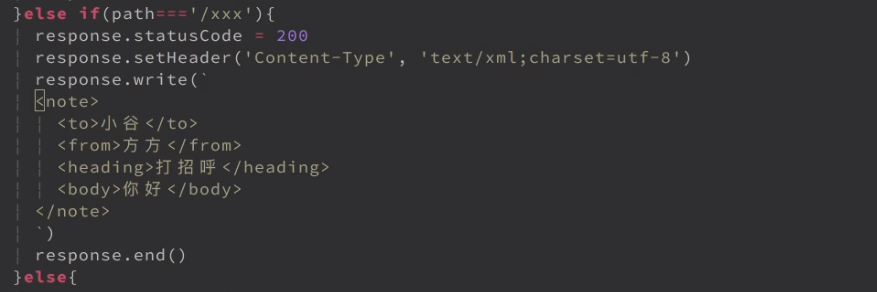 }else if(path==='/xxx'){
response.statusCode = 200
response.setHeader('Content-Type', 'text/xml;charset=utf-8')
response.write(`
<note>
<to>小谷</to>
<from>方方</from>
<heading>打招呼</heading>
<body>你好</body>
</note>
`)
response.end()
}else{